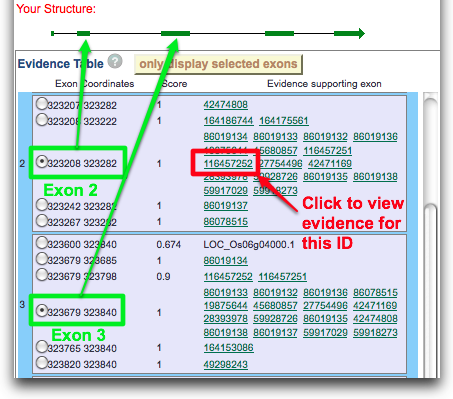 Your Structure:
Evidence Table ? only display selected exons
Exon Coordinates Score Evidence supporting exon
323207 323282 1 42474808
323208 323222 1 164186744 164175561
86019134 86019133 86019132 86019136
45680857 116457251
2 323208 323282 1 116457252 27754496 42471169
28393978 59928726 86019135 86019138
Exon 2 59917029 59918273
323242 323282 1 86019137
323267 323282 1 86078515
Click to view
evidence for
this ID
323600 323840 0.674 LOC_Os06g04000.1
323679 323685 1 86019134
323679 323798 0.9 116457251 116457252
86019133 86019132 86019136 86078515
19875644 45680857 27754496 42471169
3 323679 323840 1 28393978 59928726 86019135 42474808
Exon 3 86019138 86019137 59917029 59918273
323765 323840 1 164153086
323820 323840 1 49298243